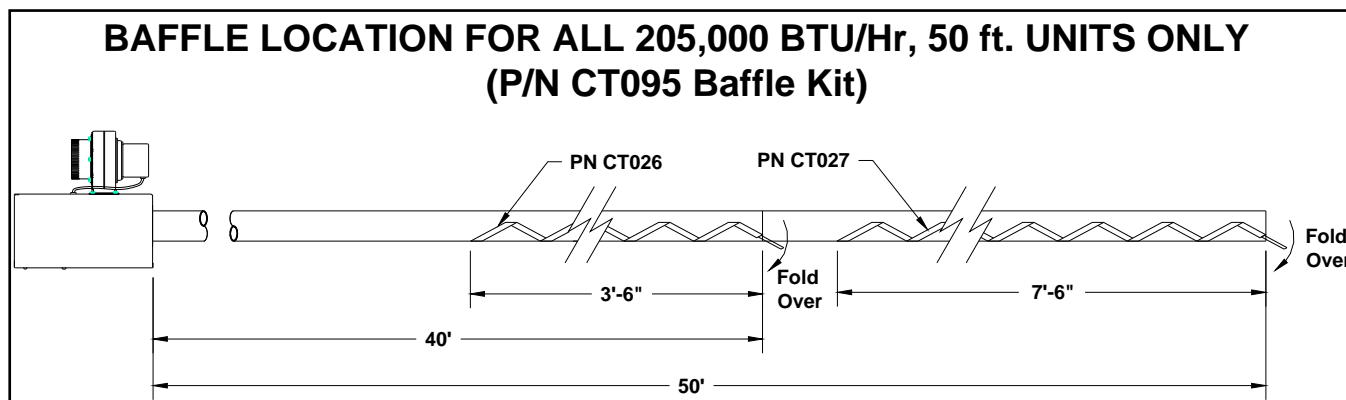 BAFFLE LOCATION FOR ALL 205,000 BTU/Hr, 50 ft. UNITS ONLY
(P/N CT095 Baffle Kit)
PN CT026
PN CT027
Fold
Over
Fold
Over
3'-6"
7'-6"
40'
50'